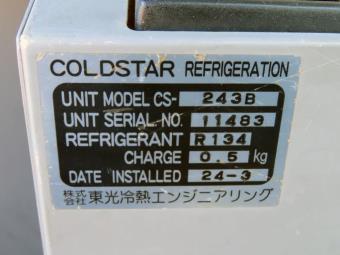 COLDSTAR REFRIGERATION
UNIT MODEL CS- 243B
UNIT SERIAL NO. 11483
REFRIGERANT R134
CHARGE 0.5 kg
DATE INSTALLED 24-3
株式会社 東光冷熱エンジニアリング